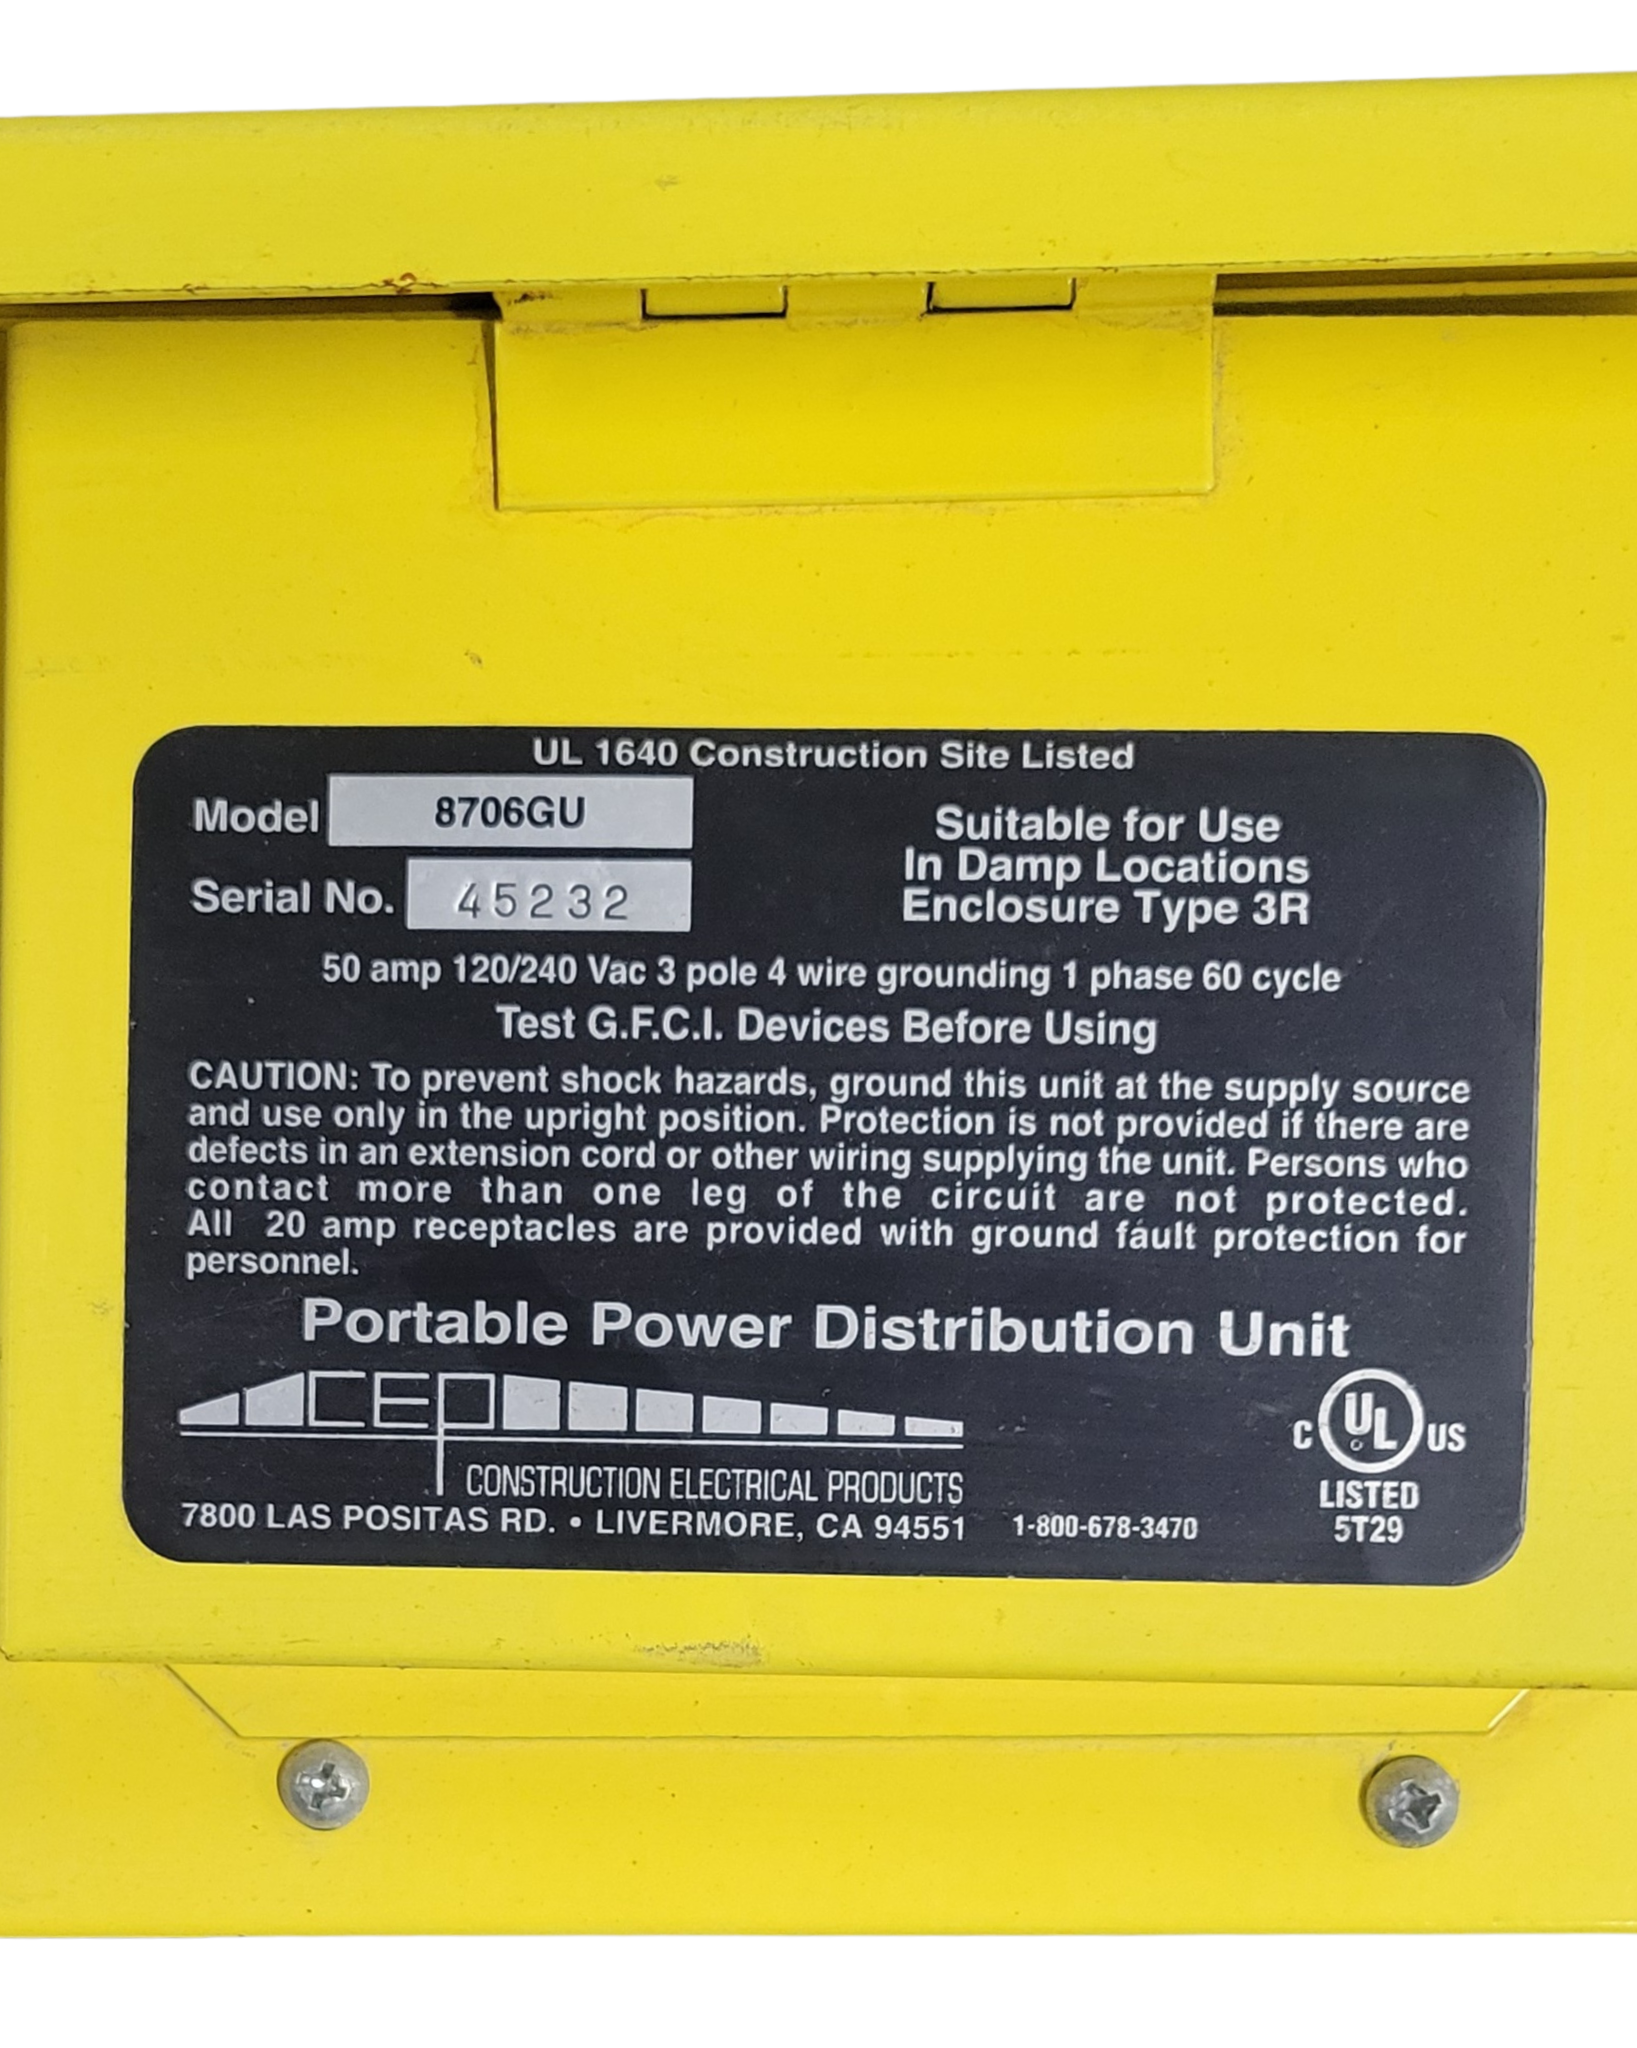 UL 1640 Construction Site Listed
Model 8706GU
Serial No. 45232
Suitable for Use
In Damp Locations
Enclosure Type 3R
50 amp 120/240 Vac 3 pole 4 wire grounding 1 phase 60 cycle
Test G.F.C.I. Devices Before Using
CAUTION: To prevent shock hazards, ground this unit at the supply source
and use only in the upright position. Protection is not provided if there are
defects in an extension cord or other wiring supplying the unit. Persons who
contact more than one leg of the circuit are not protected.
All 20 amp receptacles are provided with ground fault protection for
personnel.
Portable Power Distribution Unit
CEP
CONSTRUCTION ELECTRICAL PRODUCTS
7800 LAS POSITAS RD. • LIVERMORE, CA 94551 1-800-678-3470
C UL US
LISTED
5T29